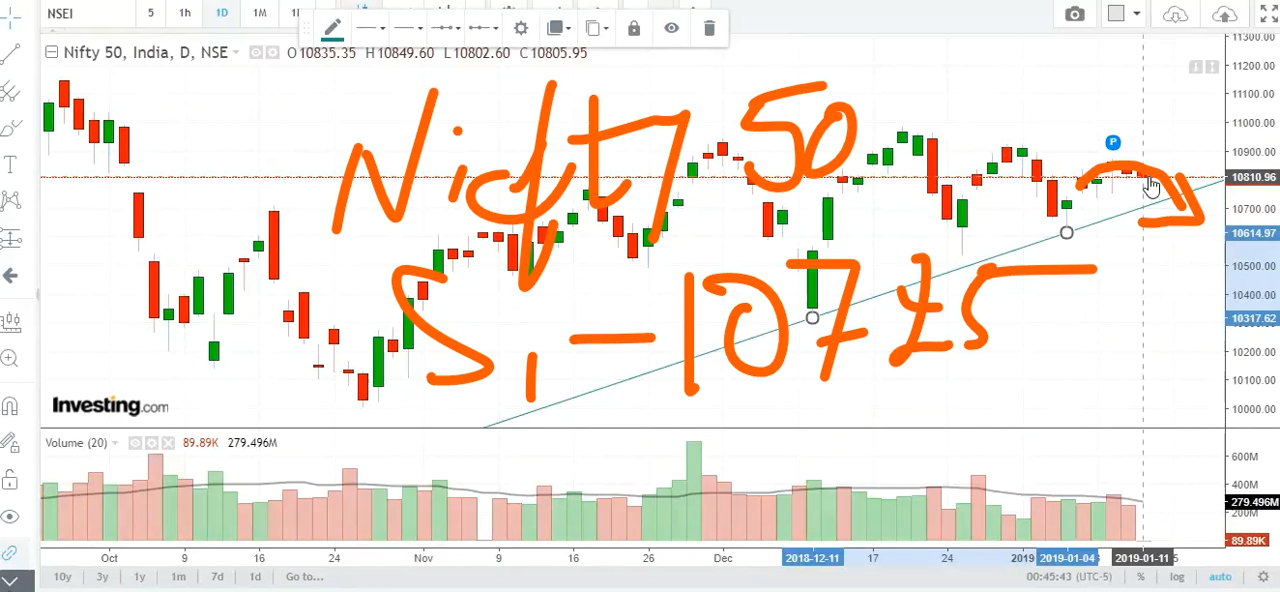 NSEI 5 1h 1D 1M
Nifty 50, India, D, NSE O10835.35 H10849.60 L10802.60 C10805.95
Nifty 50
S1 - 10725
P
11300.00
11200.00
11100.00
11000.00
10900.00
10810.96
10700.00
10614.97
10500.00
10400.00
10317.62
10200.00
10100.00
10000.00
Investing.com
Volume (20) 89.89K 279.496M
600M
279.496M
200M
89.89K
Oct 9 16 24 Nov 9 16 26 Dec 2018-12-11 17 24 2019 2019-01-04 2019-01-11
10y 3y 1y 1m 7d 1d Go to... 00:45:43 (UTC-5) % log auto